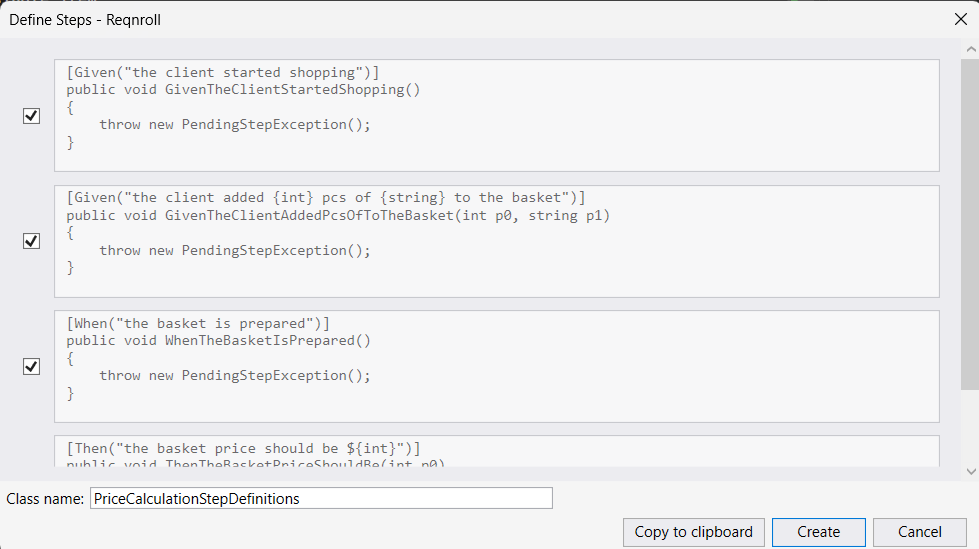 Define Steps - Reqnroll
[Given("the client started shopping")]
public void GivenTheClientStartedShopping()
{
    throw new PendingStepException();
}
[Given("the client added {int} pcs of {string} to the basket")]
public void GivenTheClientAddedPcsOfToTheBasket(int p0, string p1)
{
    throw new PendingStepException();
}
[When("the basket is prepared")]
public void WhenTheBasketIsPrepared()
{
    throw new PendingStepException();
}
[Then("the basket price should be ${int}")]
public void ThenTheBasketPriceShouldBe(int p0)
Class name: PriceCalculationStepDefinitions
Copy to clipboard Create Cancel